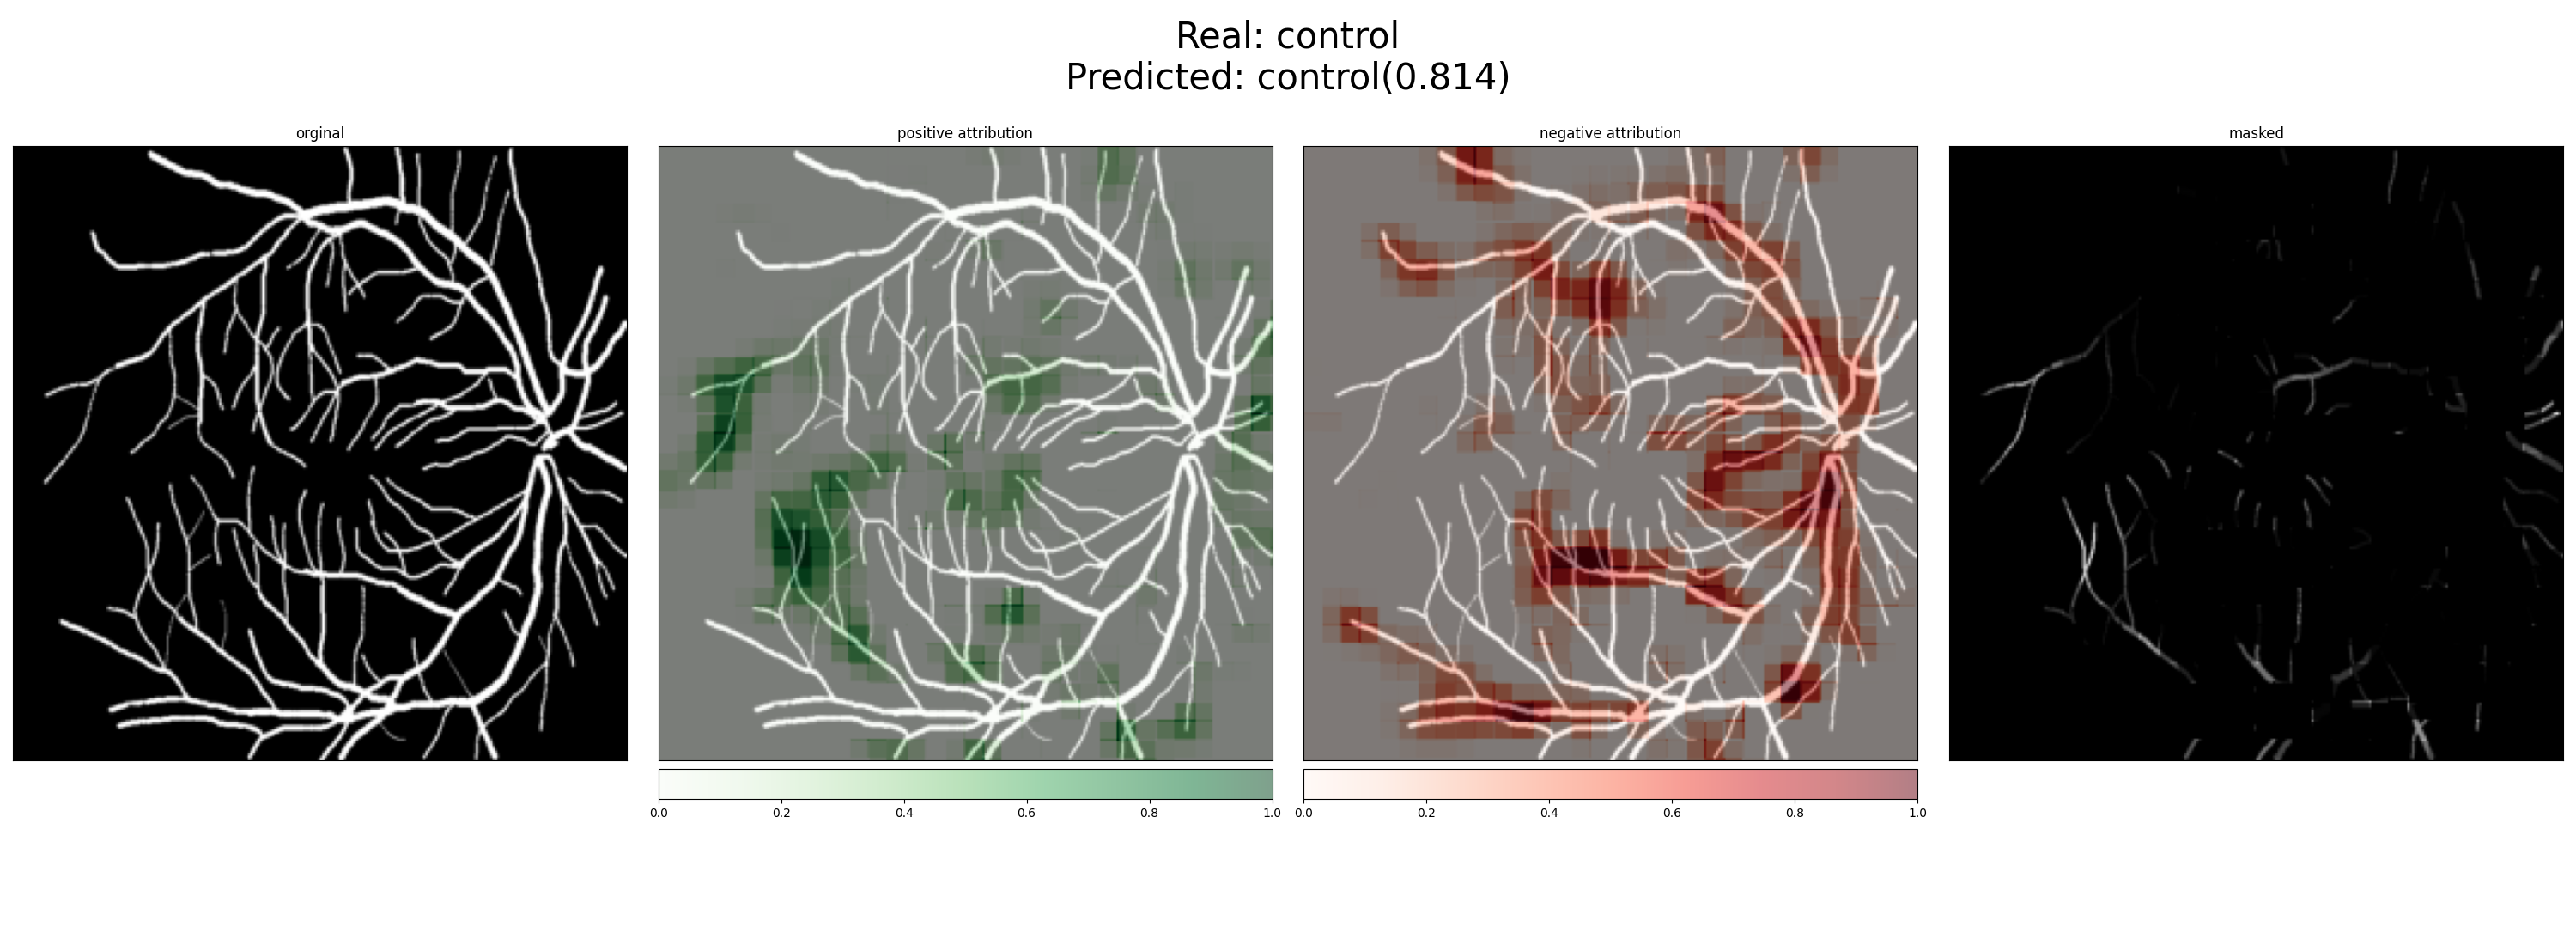 Real: control
Predicted: control(0.814)
orginal
positive attribution
negative attribution
masked
0.0 0.2 0.4 0.6 0.8 1.0
0.0 0.2 0.4 0.6 0.8 1.0